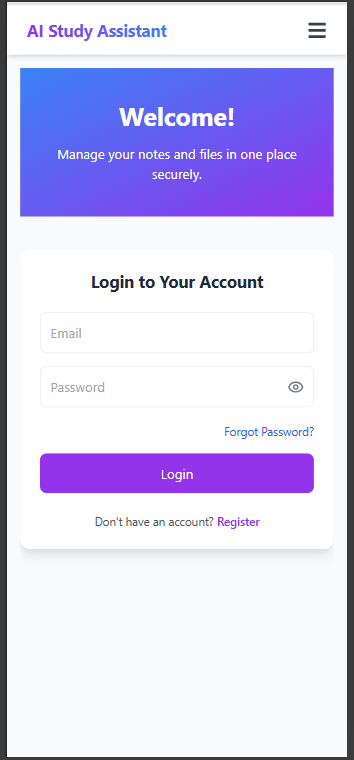 AI Study Assistant
Welcome!
Manage your notes and files in one place
securely.
Login to Your Account
Email
Password
Forgot Password?
Login
Don't have an account? Register